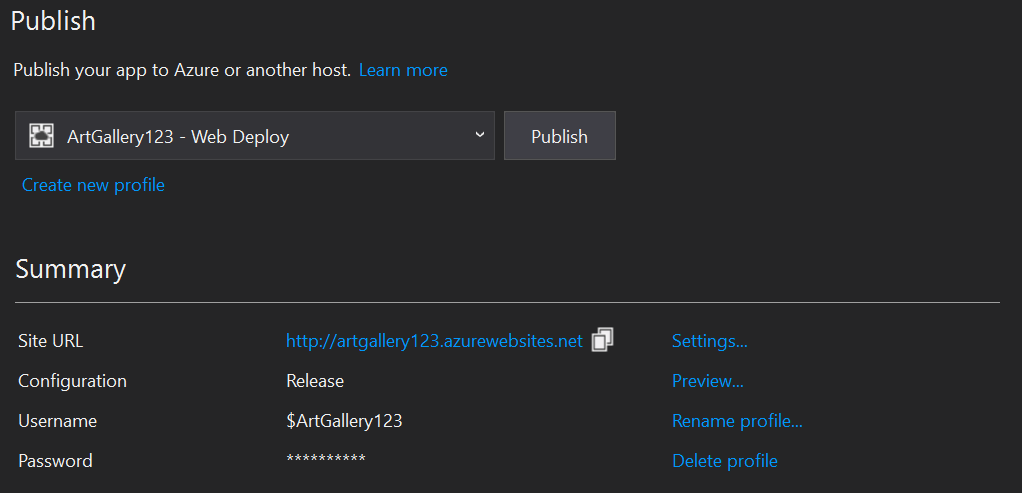 Publish
Publish your app to Azure or another host. Learn more
ArtGallery123 - Web Deploy Publish
Create new profile
Summary
Site URL http://artgallery123.azurewebsites.net Settings...
Configuration Release Preview...
Username $ArtGallery123 Rename profile...
Password ********** Delete profile